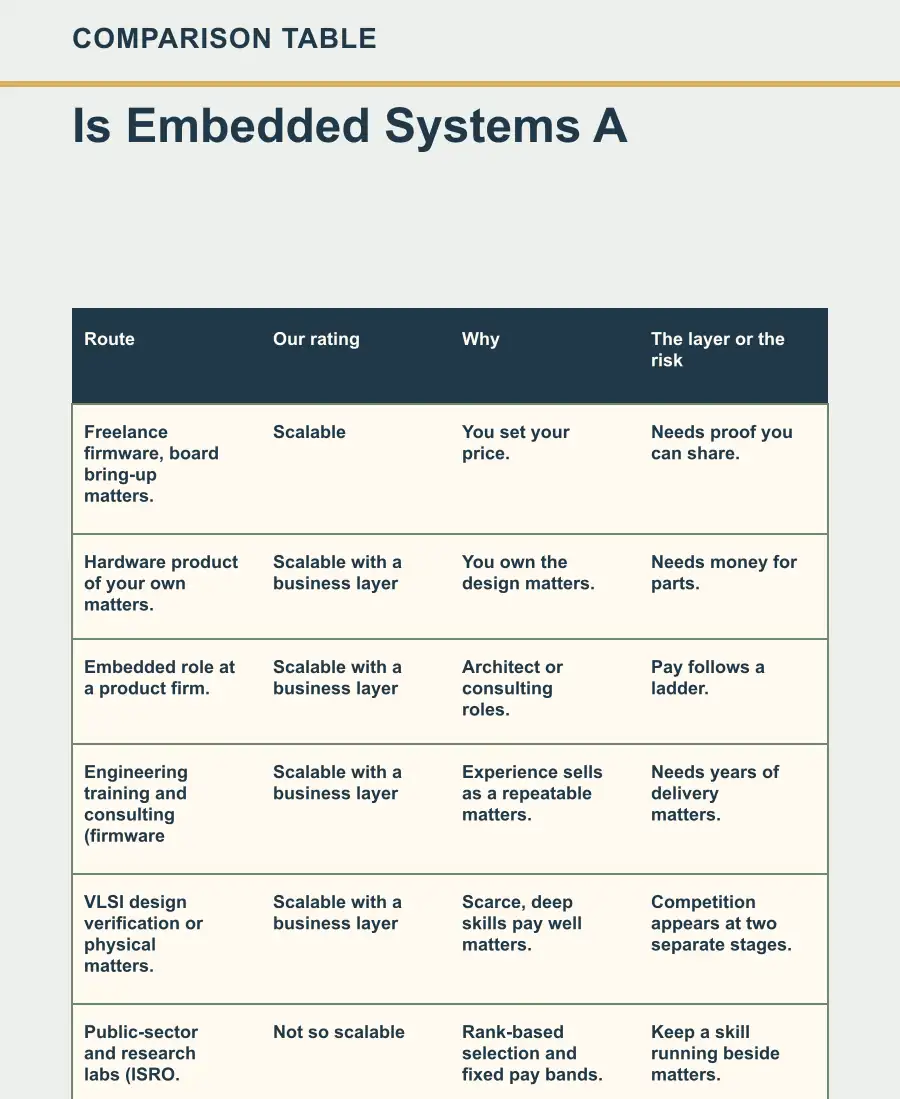 COMPARISON TABLE
Is Embedded Systems A
Route
Our rating
Why
The layer or the
risk
Freelance
firmware, board
bring-up
matters.
Scalable
You set your
price.
Needs proof you
can share.
Hardware product
of your own
matters.
Scalable with a
business layer
You own the
design matters.
Needs money for
parts.
Embedded role at
a product firm.
Scalable with a
business layer
Architect or
consulting
roles.
Pay follows a
ladder.
Engineering
training and
consulting
(firmware
Scalable with a
business layer
Experience sells
as a repeatable
matters.
Needs years of
delivery
matters.
VLSI design
verification or
physical
matters.
Scalable with a
business layer
Scarce, deep
skills pay well
matters.
Competition
appears at two
separate stages.
Public-sector
and research
labs (ISRO.
Not so scalable
Rank-based
selection and
fixed pay bands.
Keep a skill
running beside
matters.